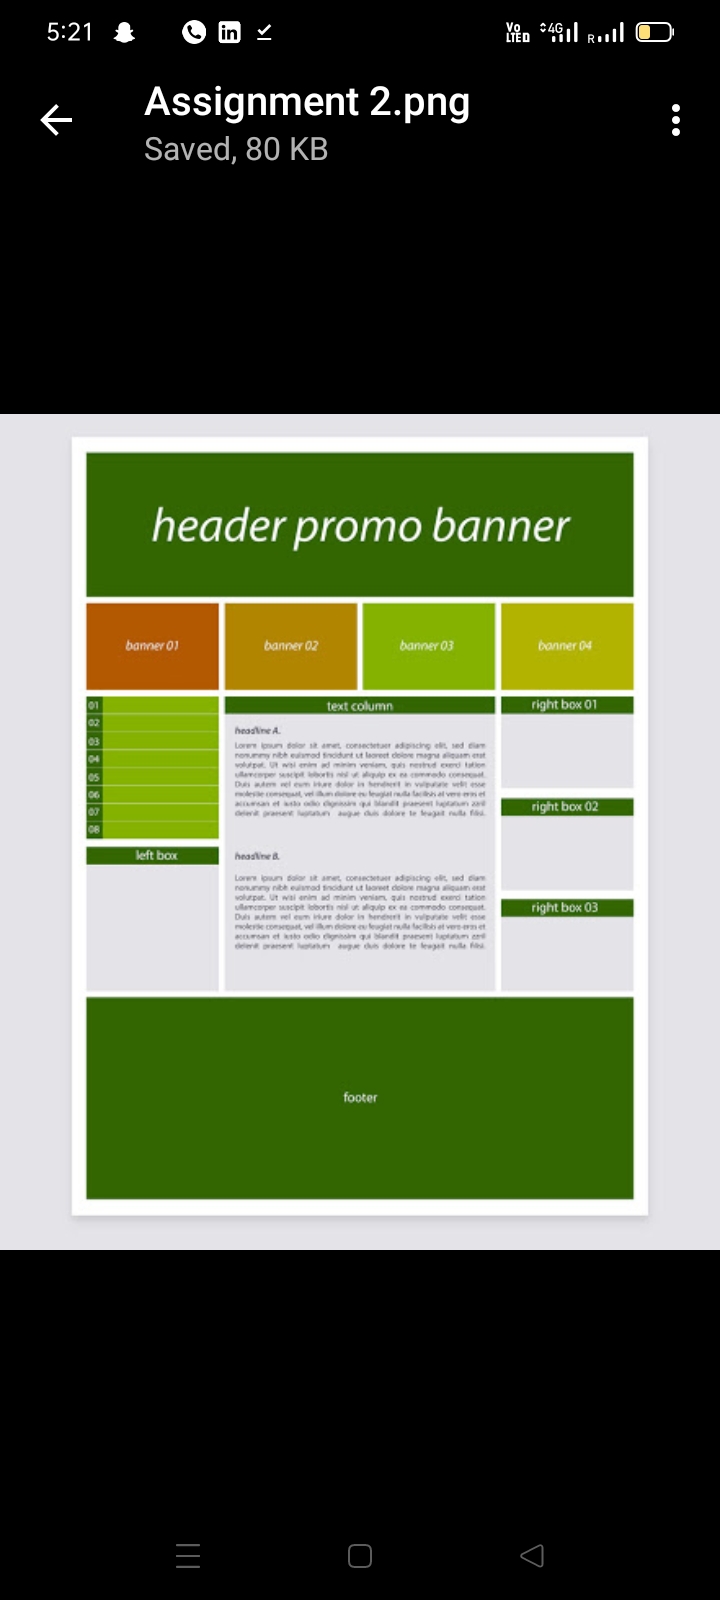 5:21
Vo
LTED
4G
R
Assignment 2.png
Saved, 80 KB
header promo banner
banner 01
banner 02
banner 03
banner 04
01
02
03
04
05
06
07
08
left box
text column
headline A.
Lorem ipsum dolor sit amet, consectetuer adipiscing elit, sed diam
nonummy nibh euismod tincidunt ut laoreet dolore magna aliquam erat
volutpat. Ut wisi enim ad minim veniam, quis nostrud exerci tation
ullamcorper suscipit lobortis nisl ut aliquip ex ea commodo consequat.
Duis autem vel eum iriure dolor in hendrerit in vulputate velit esse
molestie consequat, vel illum dolore eu feugiat nulla facilisis at vero eros et
accumsan et iusto odio dignissim qui blandit praesent luptatum zzril
delenit praesent luptatum augue duis dolore te feugait nulla filisi.
headline B.
Lorem ipsum dolor sit amet, consectetuer adipiscing elit, sed diam
nonummy nibh euismod tincidunt ut laoreet dolore magna aliquam erat
volutpat. Ut wisi enim ad minim veniam, quis nostrud exerci tation
ullamcorper suscipit lobortis nisl ut aliquip ex ea commodo consequat.
Duis autem vel eum iriure dolor in hendrerit in vulputate velit esse
molestie consequat, vel illum dolore eu feugiat nulla facilisis at vero eros et
accumsan et iusto odio dignissim qui blandit praesent luptatum zzril
delenit praesent luptatum augue duis dolore te feugait nulla filisi.
right box 01
right box 02
right box 03
footer